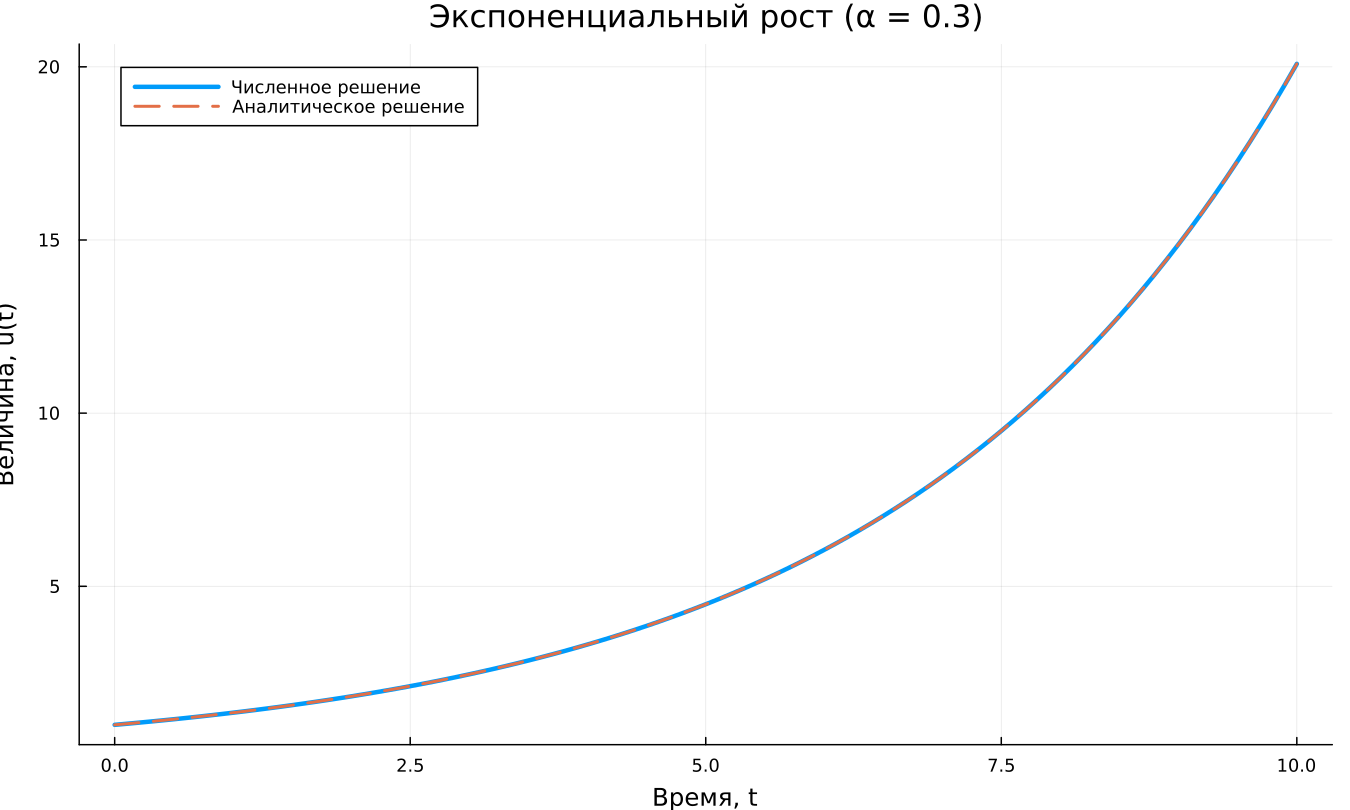 Экспоненциальный рост (α = 0.3)
Численное решение
Аналитическое решение
20
15
10
5
Величина, u(t)
0.0 2.5 5.0 7.5 10.0
Время, t